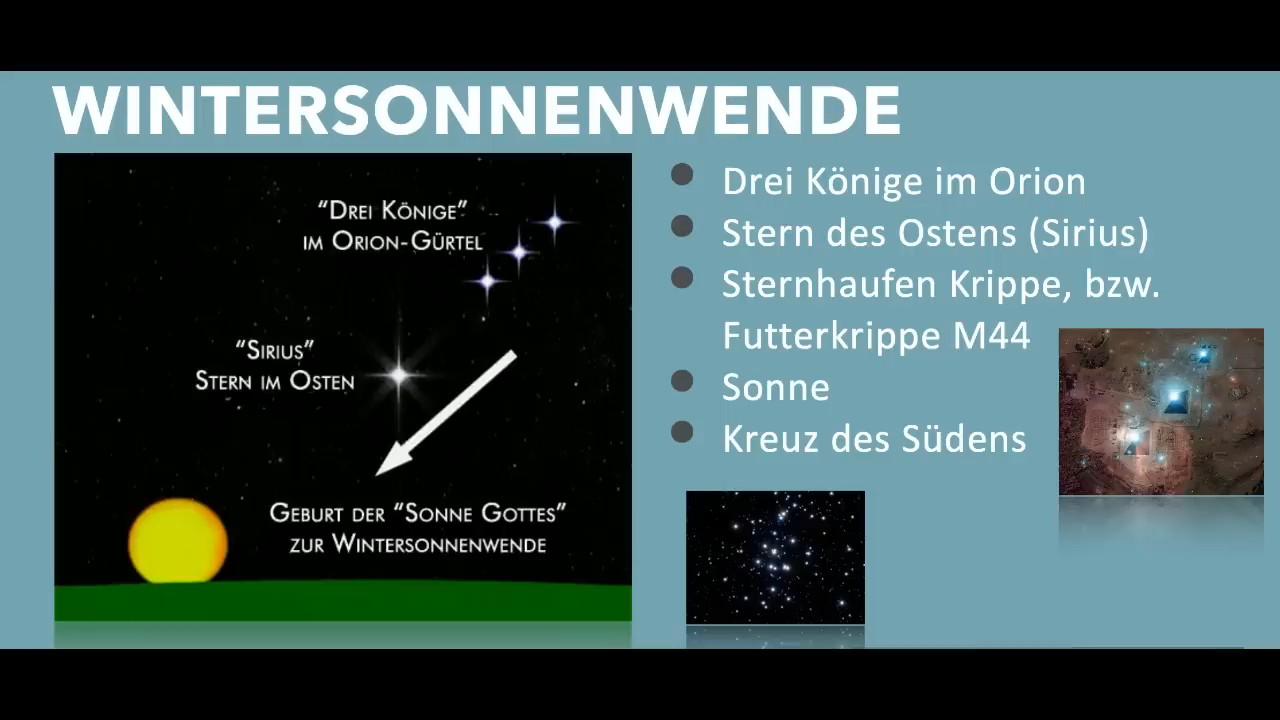 WINTERSONNENWENDE
“Drei Könige”
im Orion-Gürtel
“Sirius”
Stern im Osten
Geburt der “Sonne Gottes”
zur Wintersonnenwende
Drei Könige im Orion
Stern des Ostens (Sirius)
Sternhaufen Krippe, bzw.
Futterkrippe M44
Sonne
Kreuz des Südens